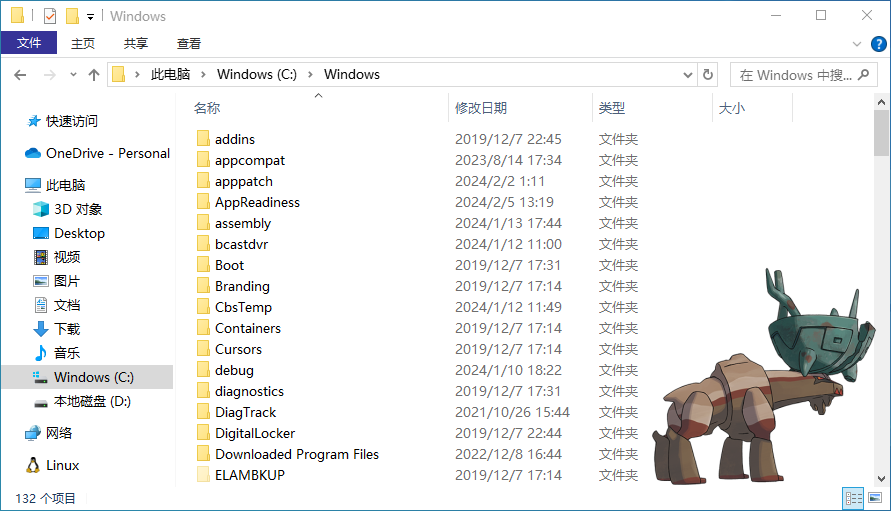 Windows
文件 主页 共享 查看
此电脑 Windows (C:) Windows
在 Windows 中搜...
名称 修改日期 类型 大小
快速访问
OneDrive - Personal
此电脑
3D 对象
Desktop
视频
图片
文档
下载
音乐
Windows (C:)
本地磁盘 (D:)
网络
Linux
addins 2019/12/7 22:45 文件夹
appcompat 2023/8/14 17:34 文件夹
apppatch 2024/2/2 1:11 文件夹
AppReadiness 2024/2/5 13:19 文件夹
assembly 2024/1/13 17:44 文件夹
bcastdvr 2024/1/12 11:00 文件夹
Boot 2019/12/7 17:31 文件夹
Branding 2019/12/7 17:14 文件夹
CbsTemp 2024/1/12 11:49 文件夹
Containers 2019/12/7 17:14 文件夹
Cursors 2019/12/7 17:14 文件夹
debug 2024/1/10 18:22 文件夹
diagnostics 2019/12/7 17:31 文件夹
DiagTrack 2021/10/26 15:44 文件夹
DigitalLocker 2019/12/7 22:44 文件夹
Downloaded Program Files 2022/12/8 16:44 文件夹
ELAMBKUP 2019/12/7 17:14 文件夹
132 个项目